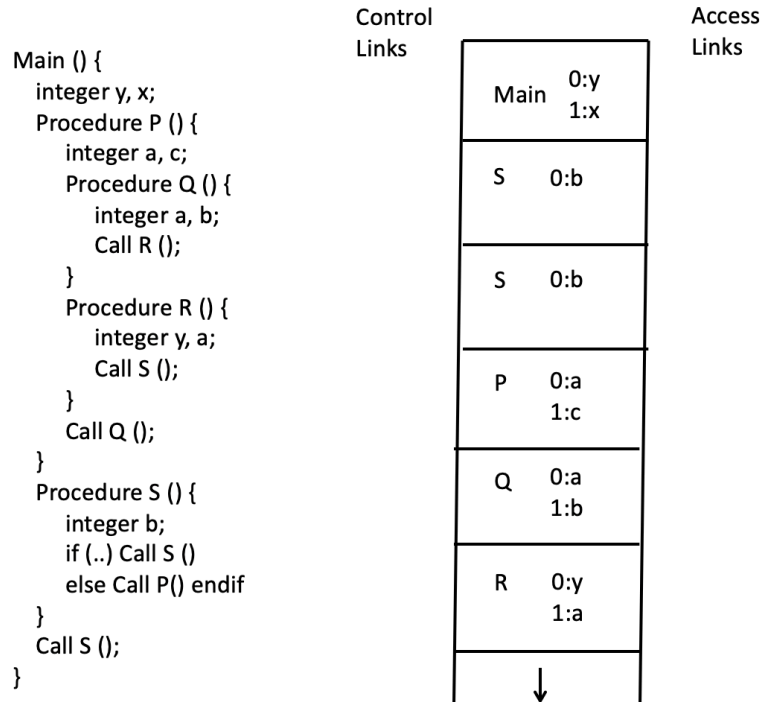 Main () {
integer y, x;
Procedure P () {
integer a, c;
Procedure Q () {
integer a, b;
Call R ();
}
Procedure R () {
integer y, a;
Call S ();
}
Call Q ();
}
Procedure S () {
integer b;
if (..) Call S ()
else Call P() endif
}
Call S ();
}
Control
Links
Access
Links
Main 0:y
1:x
S 0:b
S 0:b
P 0:a
1:c
Q 0:a
1:b
R 0:y
1:a